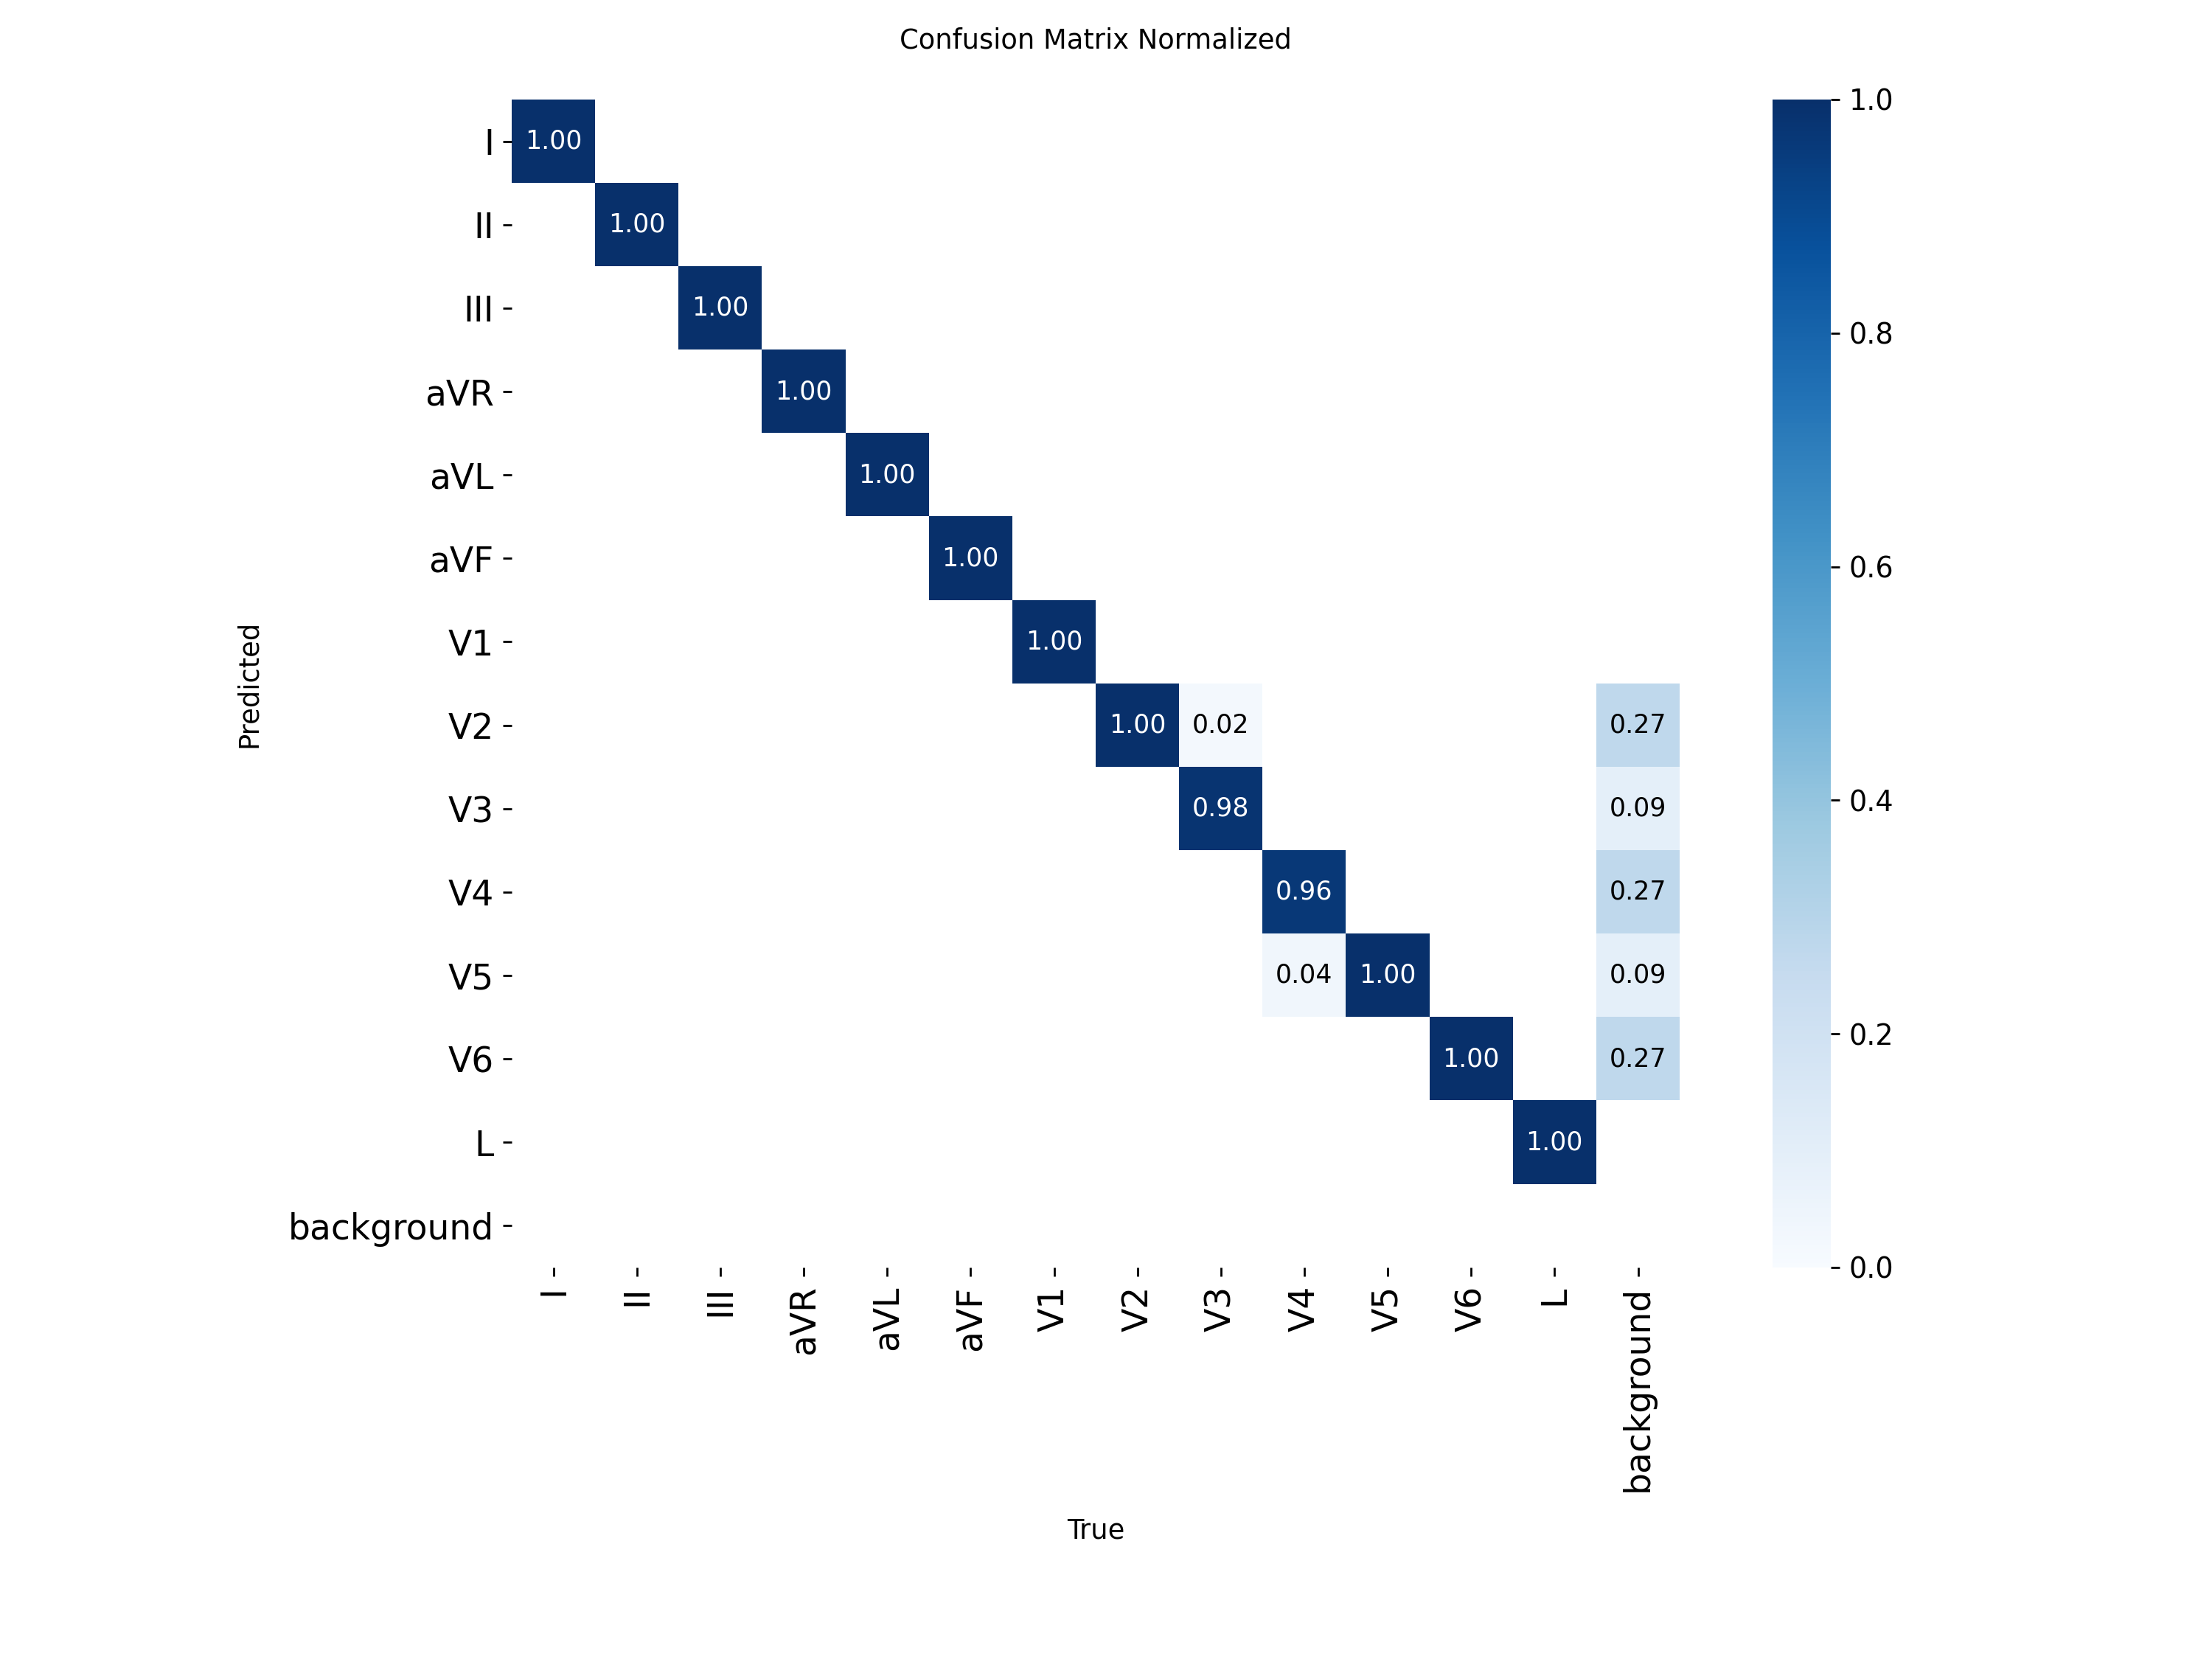 Confusion Matrix Normalized
Predicted
I
1.00
II
1.00
III
1.00
aVR
1.00
aVL
1.00
aVF
1.00
V1
1.00
V2
1.00 0.02 0.27
V3
0.98 0.09
V4
0.96 0.27
V5
0.04 1.00 0.09
V6
1.00 0.27
L
1.00
background
I II III aVR aVL aVF V1 V2 V3 V4 V5 V6 L background
True
1.0
0.8
0.6
0.4
0.2
0.0